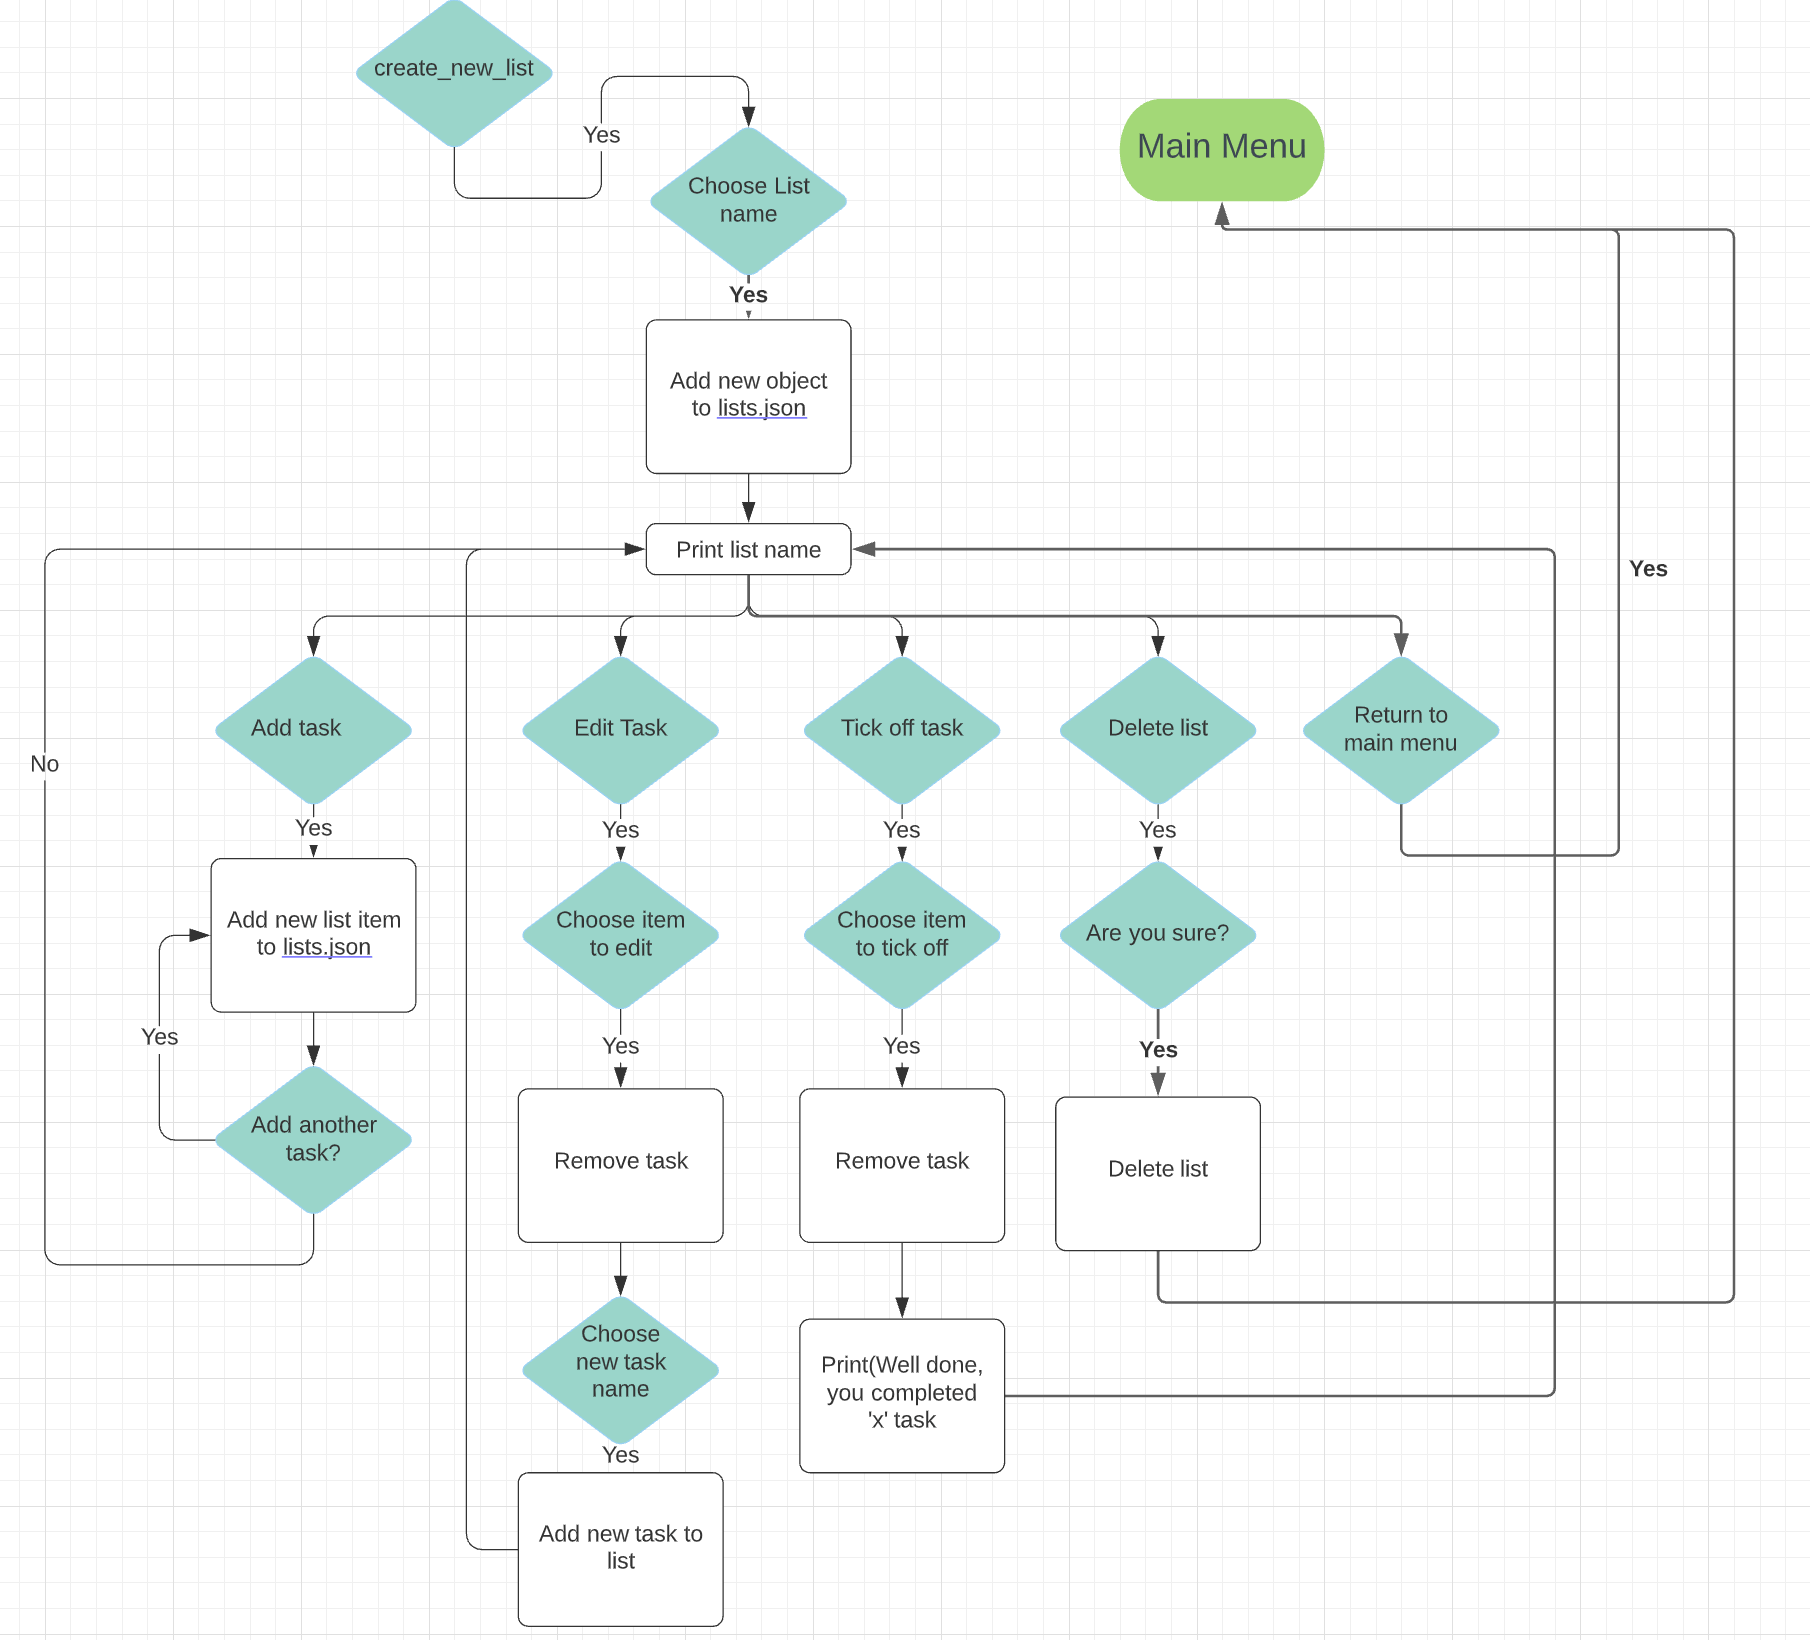 create_new_list
Yes
Main Menu
Choose List
name
Yes
Add new object
to lists.json
Print list name
Yes
Add task
Edit Task
Tick off task
Delete list
Return to
main menu
No
Yes
Yes
Yes
Yes
Add new list item
to lists.json
Choose item
to edit
Choose item
to tick off
Are you sure?
Yes
Yes
Yes
Yes
Add another
task?
Remove task
Remove task
Delete list
Choose
new task
name
Print(Well done,
you completed
'x' task
Yes
Add new task to
list